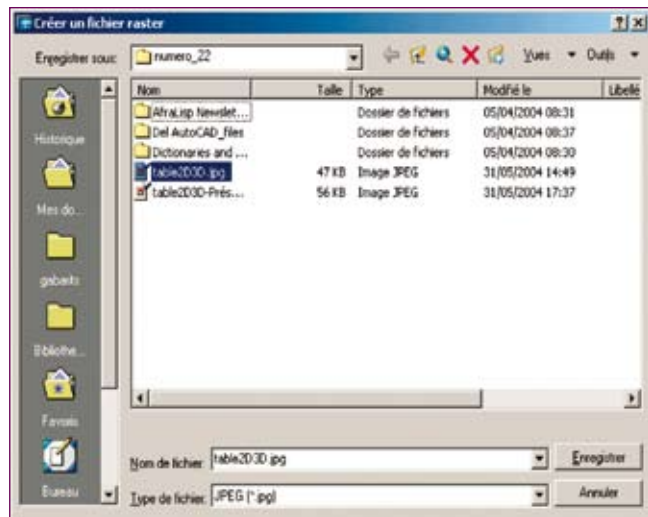 Créer un fichier raster
Enregistrer sous: numero_22 Vues Outils
Nom Taille Type Modifié le Libellé
AfraLisp Newslet... Dossier de fichiers 05/04/2004 08:31
Del AutoCAD_files Dossier de fichiers 05/04/2004 08:37
Dictionaries and ... Dossier de fichiers 05/04/2004 08:30
table2D3D.jpg 47 KB Image JPEG 31/05/2004 14:49
table2D3D-Prés... 56 KB Image JPEG 31/05/2004 17:37
Historique
Mes do...
gabarits
Bibliothe...
Favoris
Bureau
Nom de fichier: table2D3D.jpg Enregistrer
Type de fichier: JPEG (*.jpg) Annuler